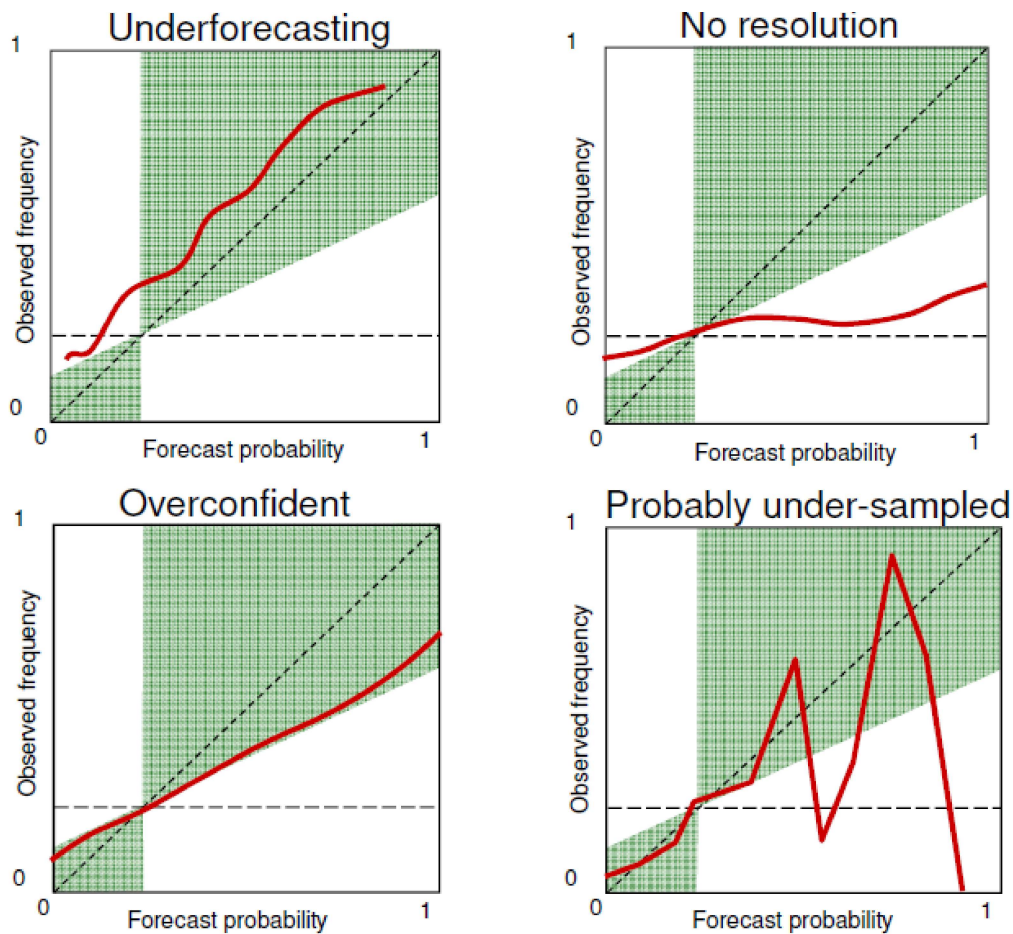 Underforecasting
1
Observed frequency
0
0
Forecast probability
1
No resolution
1
Observed frequency
0
0
Forecast probability
1
Overconfident
1
Observed frequency
0
0
Forecast probability
1
Probably under-sampled
1
Observed frequency
0
0
Forecast probability
1